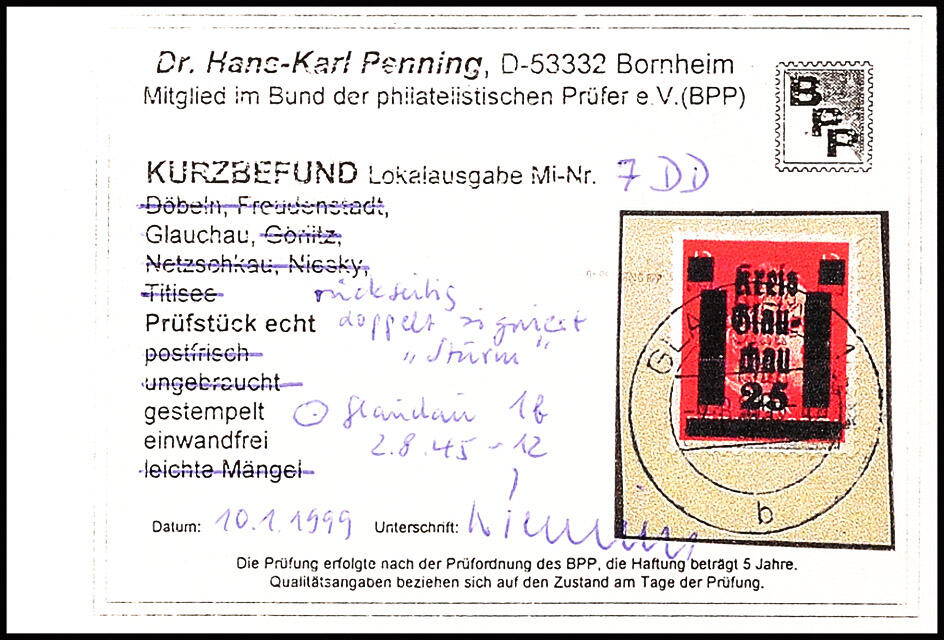 Dr. Hans-Karl Penning, D-53332 Bornheim
Mitglied im Bund der philatelistischen Prüfer e.V.(BPP)
BPP
KURZBEFUND Lokalausgabe Mi-Nr. 7 DD
Döbeln, Freudenstadt,
Glauchau, Görlitz,
Netzschkau, Niesky,
Titisee rückseitig
Prüfstück echt doppelt signiert
postfrisch "Sturm"
ungebraucht
gestempelt Glauchau 1b
einwandfrei 2.8.45-12
leichte Mängel
Datum: 10.1.1999 Unterschrift:
Die Prüfung erfolgte nach der Prüfordnung des BPP, die Haftung beträgt 5 Jahre.
Qualitätsangaben beziehen sich auf den Zustand am Tage der Prüfung.
12 12
Kreis
Glau-
chau
25
b